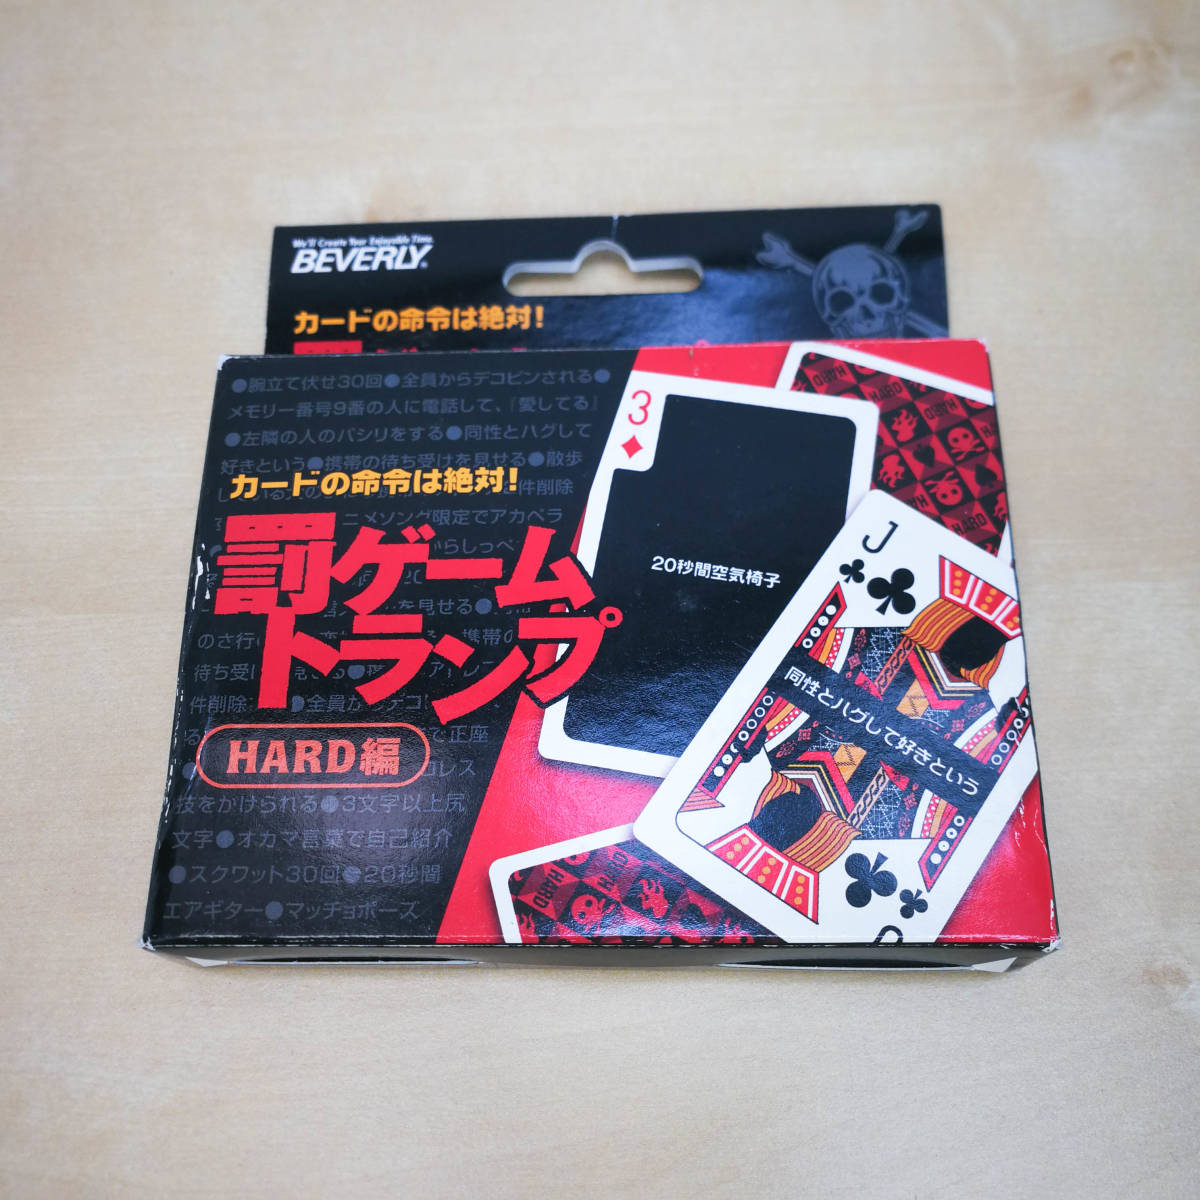 We'll Create Your Enjoyable Time.
BEVERLY
カードの命令は絶対!
●腕立て伏せ30回●全員からデコピンされる●
メモリー番号9番の人に電話して、『愛してる』
●左隣の人のパシリをする●同性とハグして
好きという●携帯の待ち受けを見せる●散歩
件削除
カードの命令は絶対!
ニメソング限定でアカペラ
からしっぺ
罰ゲーム
トランプ
を見せる●
のさ行
携帯の
待ち受け
件削除
●全員か
で正座
HARD編
技をかけられる●3文字以上尻
文字●オカマ言葉で自己紹介
●スクワット30回●20秒間
エアギター●マッチョポーズ
3
20秒間空気椅子
HARD
J
同性とハグして好きという
HARD